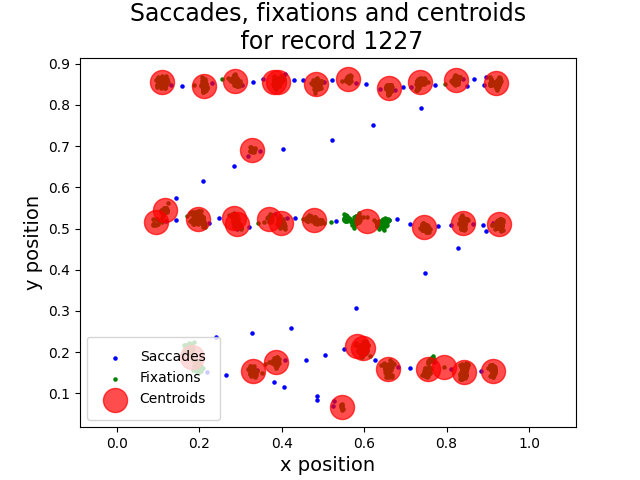 Saccades, fixations and centroids
for record 1227
0.9
0.8
0.7
0.6
0.5
0.4
0.3
0.2
0.1
y position
Saccades
Fixations
Centroids
0.0 0.2 0.4 0.6 0.8 1.0
x position